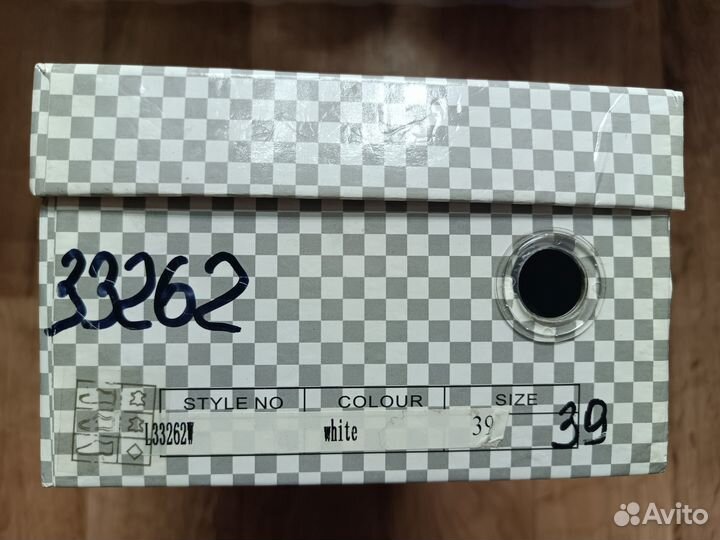 33262
STYLE NO COLOUR SIZE
L33262W white 39 39
Avito